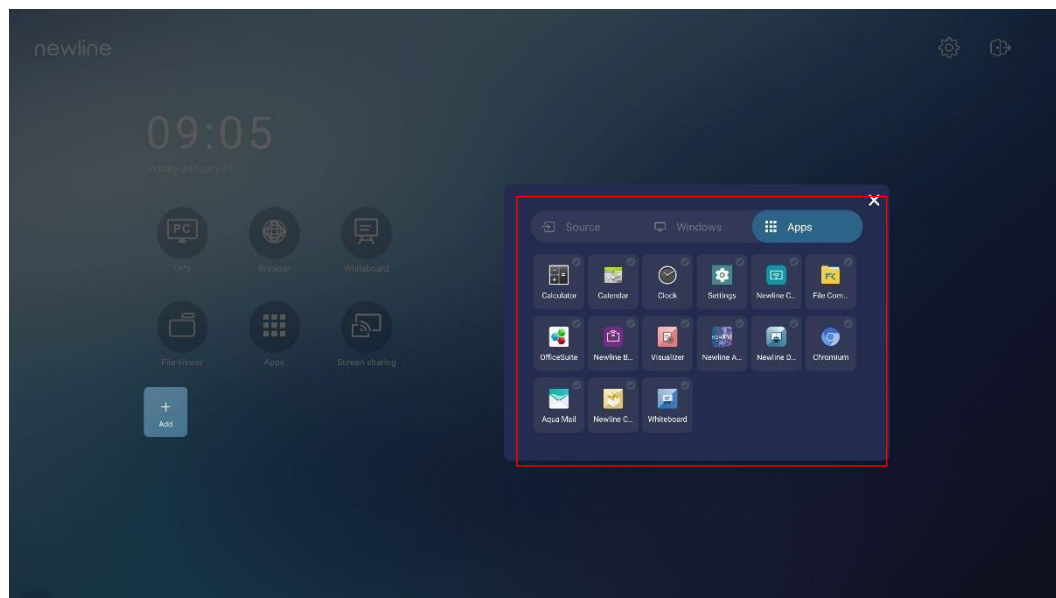 newline
09:05
Friday, January 01
PC
OPS
Browser
Whiteboard
File viewer
Apps
Screen sharing
+
Add
Source
Windows
Apps
Calculator
Calendar
Clock
Settings
Newline C...
File Com...
OfficeSuite
Newline B...
Visualizer
Newline A...
Newline D...
Chromium
Aqua Mail
Newline C...
Whiteboard